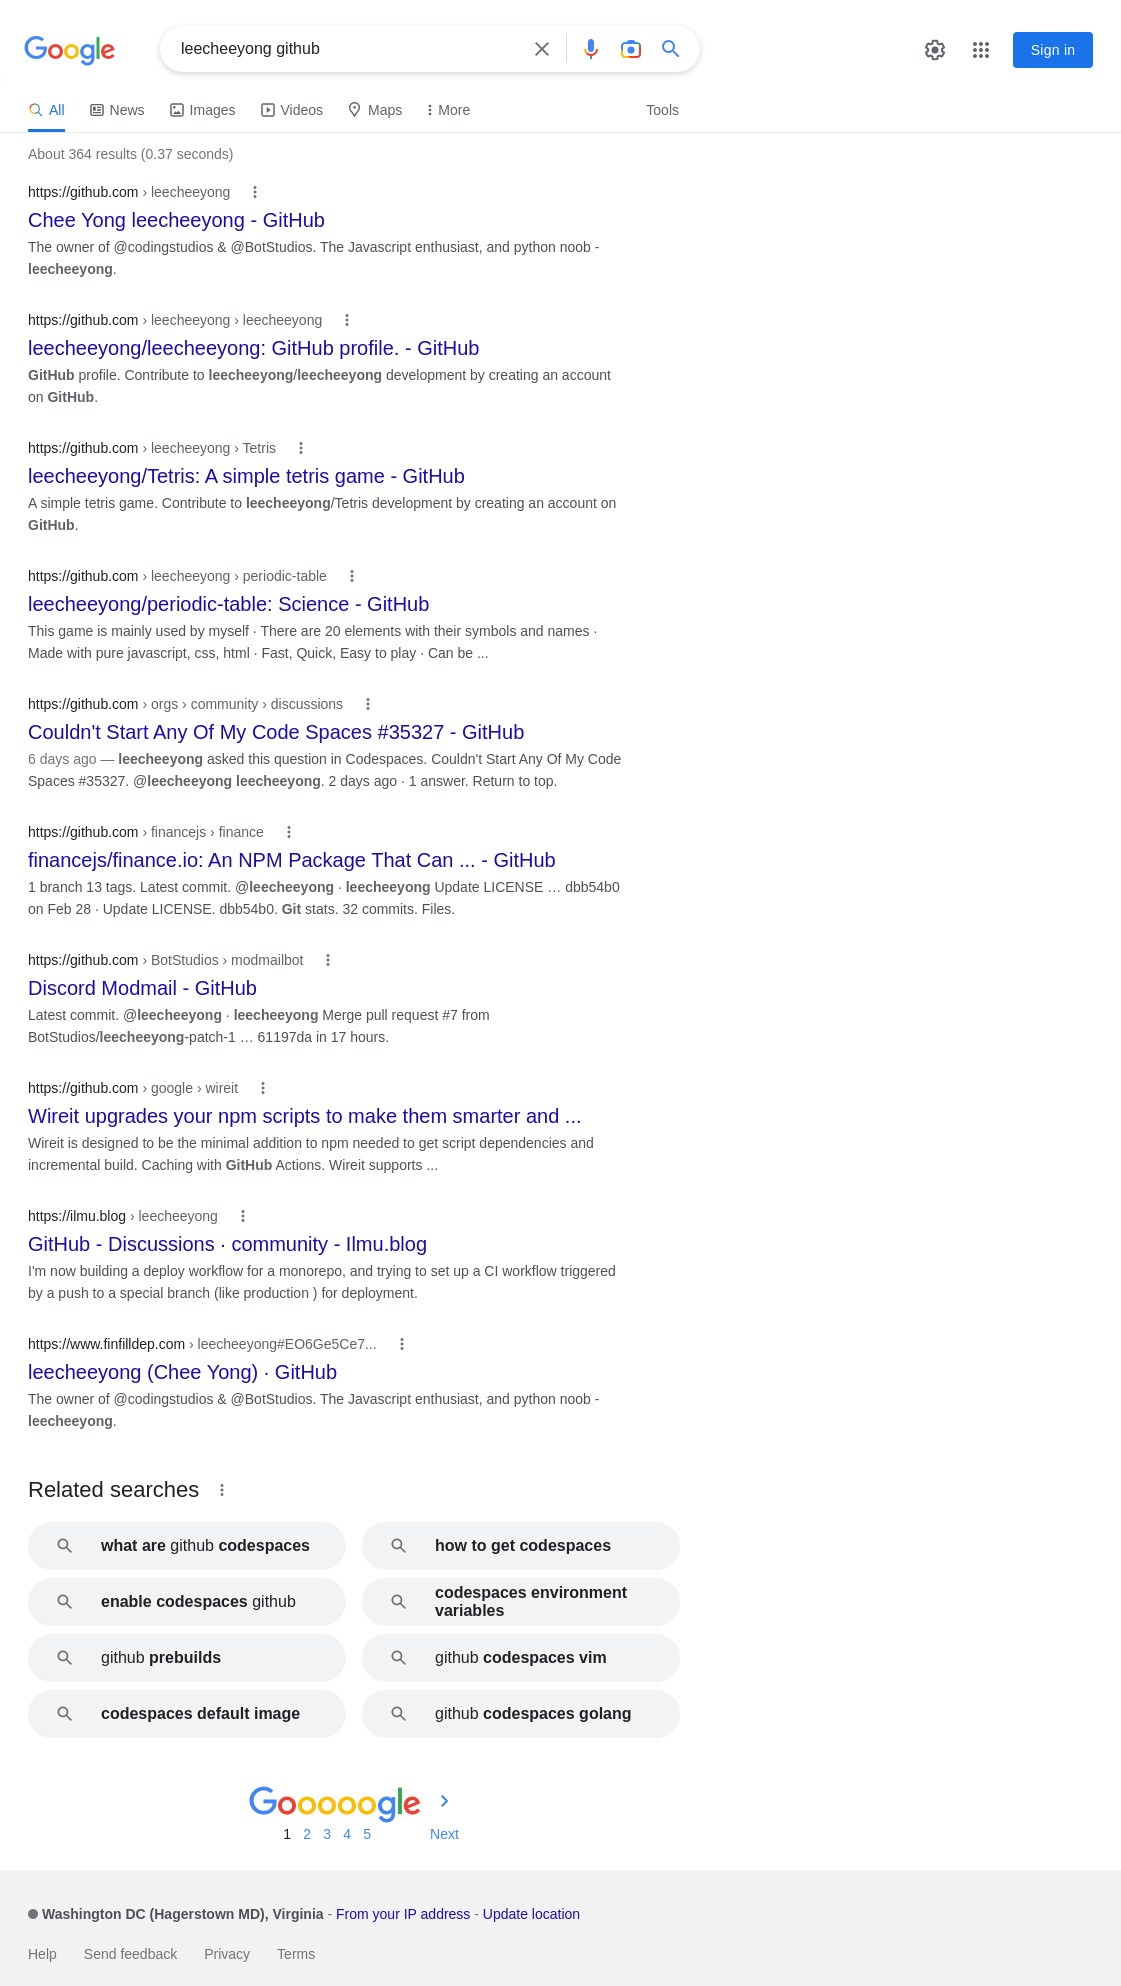 Google
leecheeyong github
Sign in
All News Images Videos Maps More Tools
About 364 results (0.37 seconds)
https://github.com › leecheeyong
Chee Yong leecheeyong - GitHub
The owner of @codingstudios & @BotStudios. The Javascript enthusiast, and python noob -
leecheeyong.
https://github.com › leecheeyong › leecheeyong
leecheeyong/leecheeyong: GitHub profile. - GitHub
GitHub profile. Contribute to leecheeyong/leecheeyong development by creating an account
on GitHub.
https://github.com › leecheeyong › Tetris
leecheeyong/Tetris: A simple tetris game - GitHub
A simple tetris game. Contribute to leecheeyong/Tetris development by creating an account on
GitHub.
https://github.com › leecheeyong › periodic-table
leecheeyong/periodic-table: Science - GitHub
This game is mainly used by myself · There are 20 elements with their symbols and names ·
Made with pure javascript, css, html · Fast, Quick, Easy to play · Can be ...
https://github.com › orgs › community › discussions
Couldn't Start Any Of My Code Spaces #35327 - GitHub
6 days ago — leecheeyong asked this question in Codespaces. Couldn't Start Any Of My Code
Spaces #35327. @leecheeyong leecheeyong. 2 days ago · 1 answer. Return to top.
https://github.com › financejs › finance
financejs/finance.io: An NPM Package That Can ... - GitHub
1 branch 13 tags. Latest commit. @leecheeyong · leecheeyong Update LICENSE … dbb54b0
on Feb 28 · Update LICENSE. dbb54b0. Git stats. 32 commits. Files.
https://github.com › BotStudios › modmailbot
Discord Modmail - GitHub
Latest commit. @leecheeyong · leecheeyong Merge pull request #7 from
BotStudios/leecheeyong-patch-1 … 61197da in 17 hours.
https://github.com › google › wireit
Wireit upgrades your npm scripts to make them smarter and ...
Wireit is designed to be the minimal addition to npm needed to get script dependencies and
incremental build. Caching with GitHub Actions. Wireit supports ...
https://ilmu.blog › leecheeyong
GitHub - Discussions · community - Ilmu.blog
I'm now building a deploy workflow for a monorepo, and trying to set up a CI workflow triggered
by a push to a special branch (like production ) for deployment.
https://www.finfilldep.com › leecheeyong#EO6Ge5Ce7...
leecheeyong (Chee Yong) · GitHub
The owner of @codingstudios & @BotStudios. The Javascript enthusiast, and python noob -
leecheeyong.
Related searches
what are github codespaces
how to get codespaces
enable codespaces github
codespaces environment
variables
github prebuilds
github codespaces vim
codespaces default image
github codespaces golang
Gooooogle
1 2 3 4 5 Next
Washington DC (Hagerstown MD), Virginia - From your IP address - Update location
Help Send feedback Privacy Terms